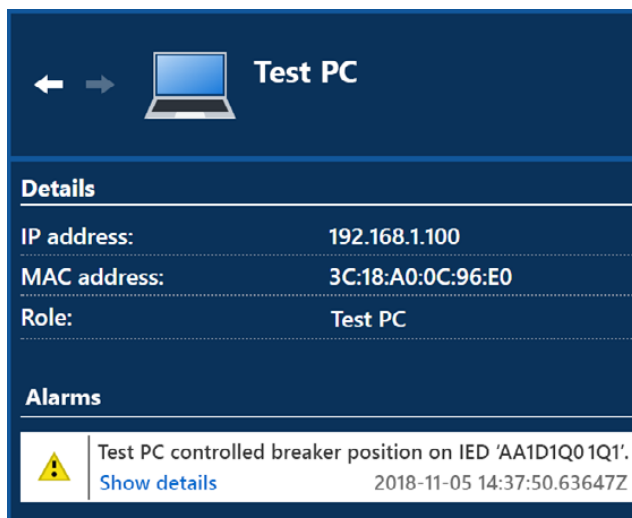 Test PC
Details
IP address: 192.168.1.100
MAC address: 3C:18:A0:0C:96:E0
Role: Test PC
Alarms
Test PC controlled breaker position on IED ‘AA1D1Q01Q1’.
Show details 2018-11-05 14:37:50.63647Z